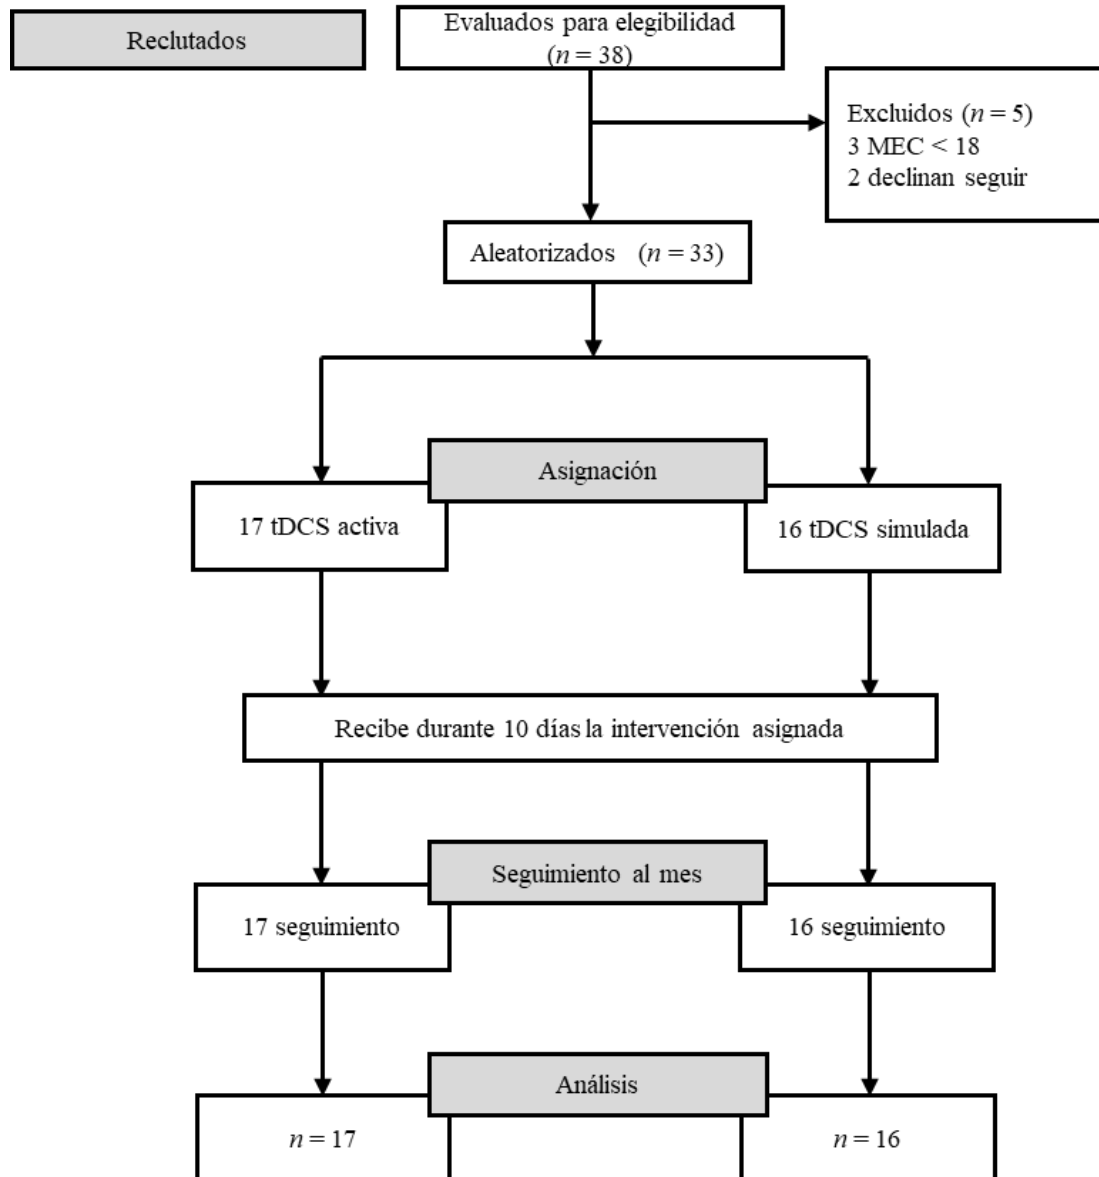 Reclutados
Evaluados para elegibilidad
(n = 38)
Excluidos (n = 5)
3 MEC < 18
2 declinan seguir
Aleatorizados (n = 33)
Asignación
17 tDCS activa
16 tDCS simulada
Recibe durante 10 días la intervención asignada
Seguimiento al mes
17 seguimiento
16 seguimiento
Análisis
n = 17
n = 16